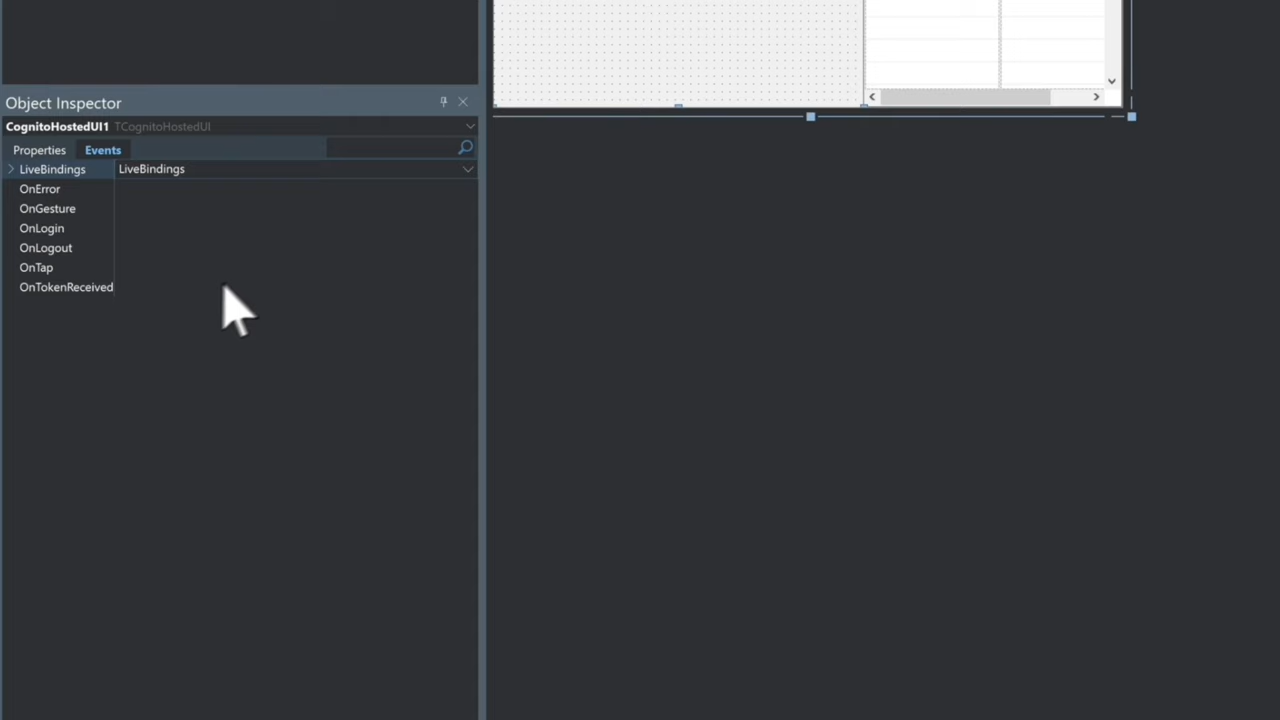 Object Inspector
CognitoHostedUI1 TCognitoHostedUI
Properties Events
LiveBindings LiveBindings
OnError
OnGesture
OnLogin
OnLogout
OnTap
OnTokenReceived